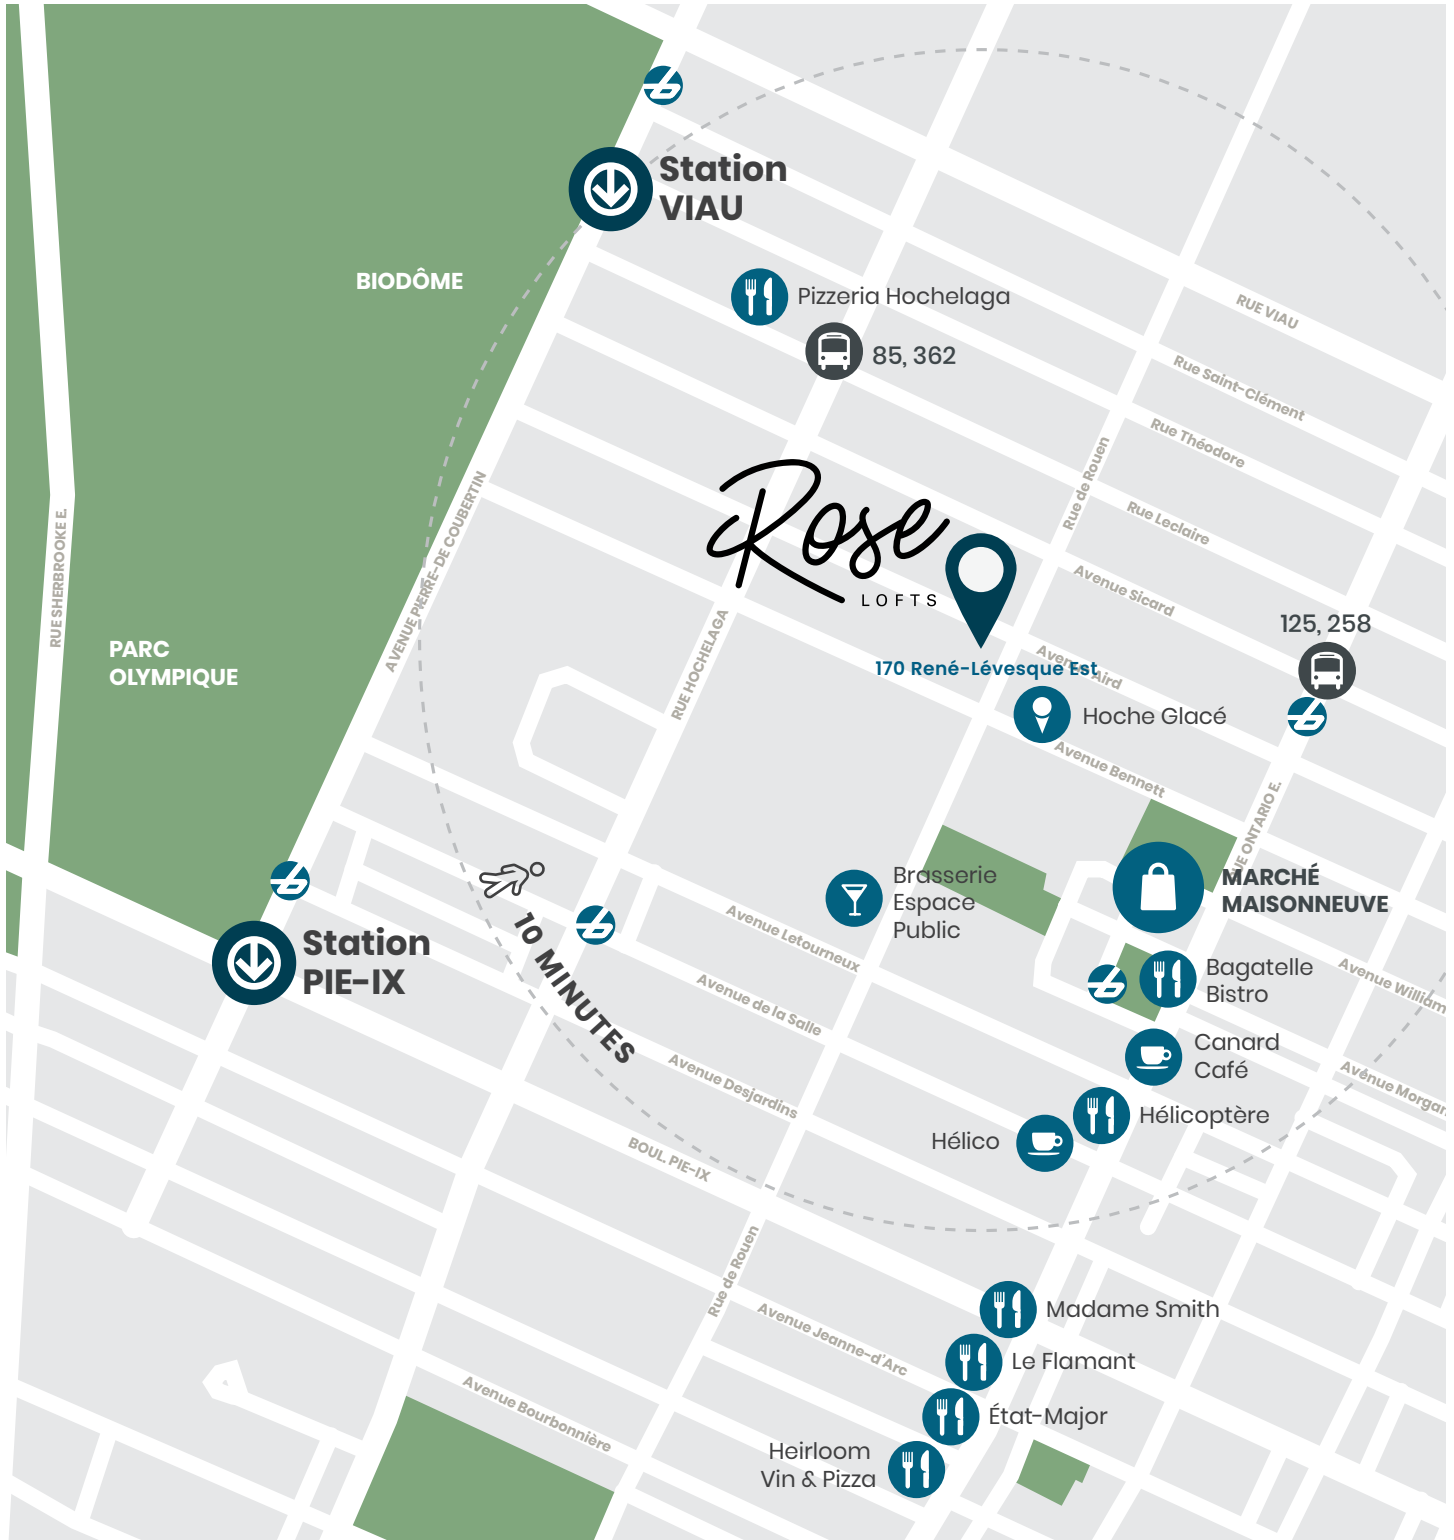 Station
VIAU
BIODÔME
Pizzeria Hochelaga
85, 362
RUE VIAU
Rue Saint-Clément
Rue Théodore
Rue de Rouen
Rue Leclaire
Avenue Sicard
Rose
LOFTS
170 René-Lévesque Est
Avenue Aird
125, 258
Hoche Glacé
Avenue Bennett
RUE SHERBROOKE E.
AVENUE PIERRE-DE COUBERTIN
RUE HOCHELAGA
PARC
OLYMPIQUE
RUE ONTARIO E.
MARCHÉ
MAISONNEUVE
Brasserie
Espace
Public
Station
PIE-IX
10 MINUTES
Avenue Letourneux
Avenue de la Salle
Avenue Desjardins
BOUL. PIE-IX
Bagatelle
Bistro
Avenue William
Canard
Café
Avenue Morgan
Hélicoptère
Hélico
Rue de Rouen
Madame Smith
Avenue Jeanne-d'Arc
Le Flamant
Avenue Bourbonnière
État-Major
Heirloom
Vin & Pizza